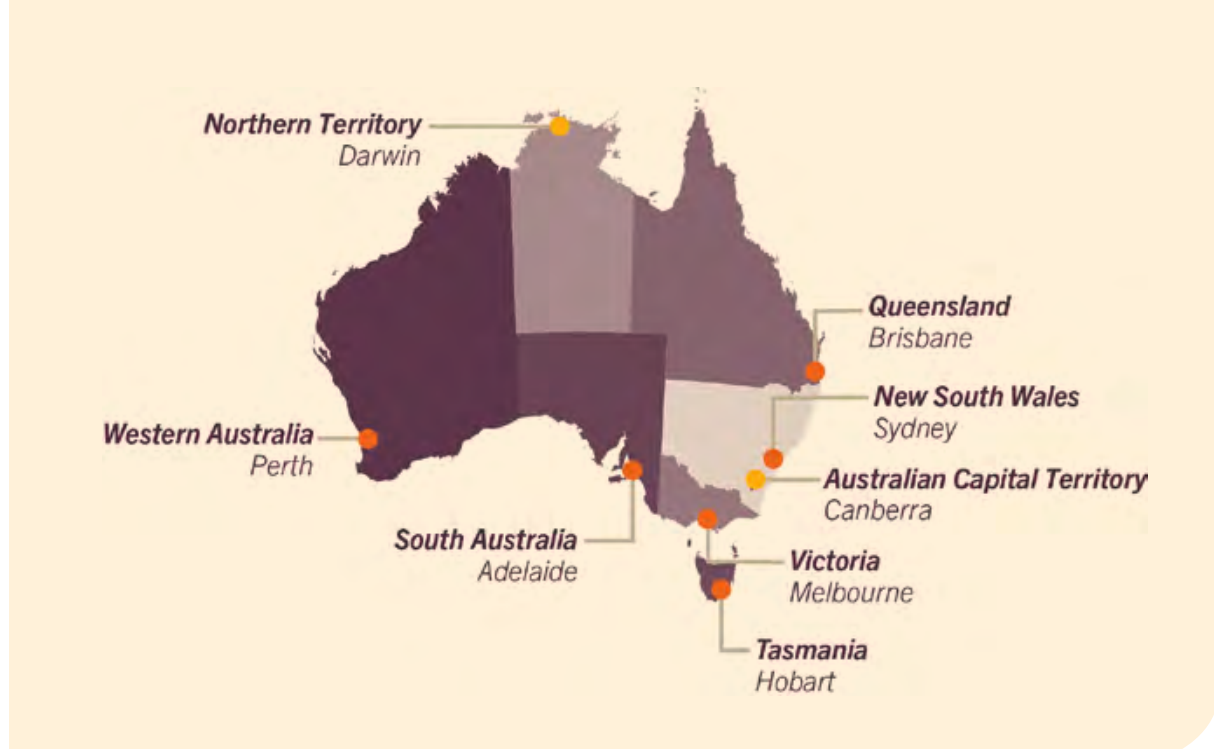 Northern Territory
Darwin
Queensland
Brisbane
New South Wales
Sydney
Western Australia
Perth
Australian Capital Territory
Canberra
South Australia
Adelaide
Victoria
Melbourne
Tasmania
Hobart